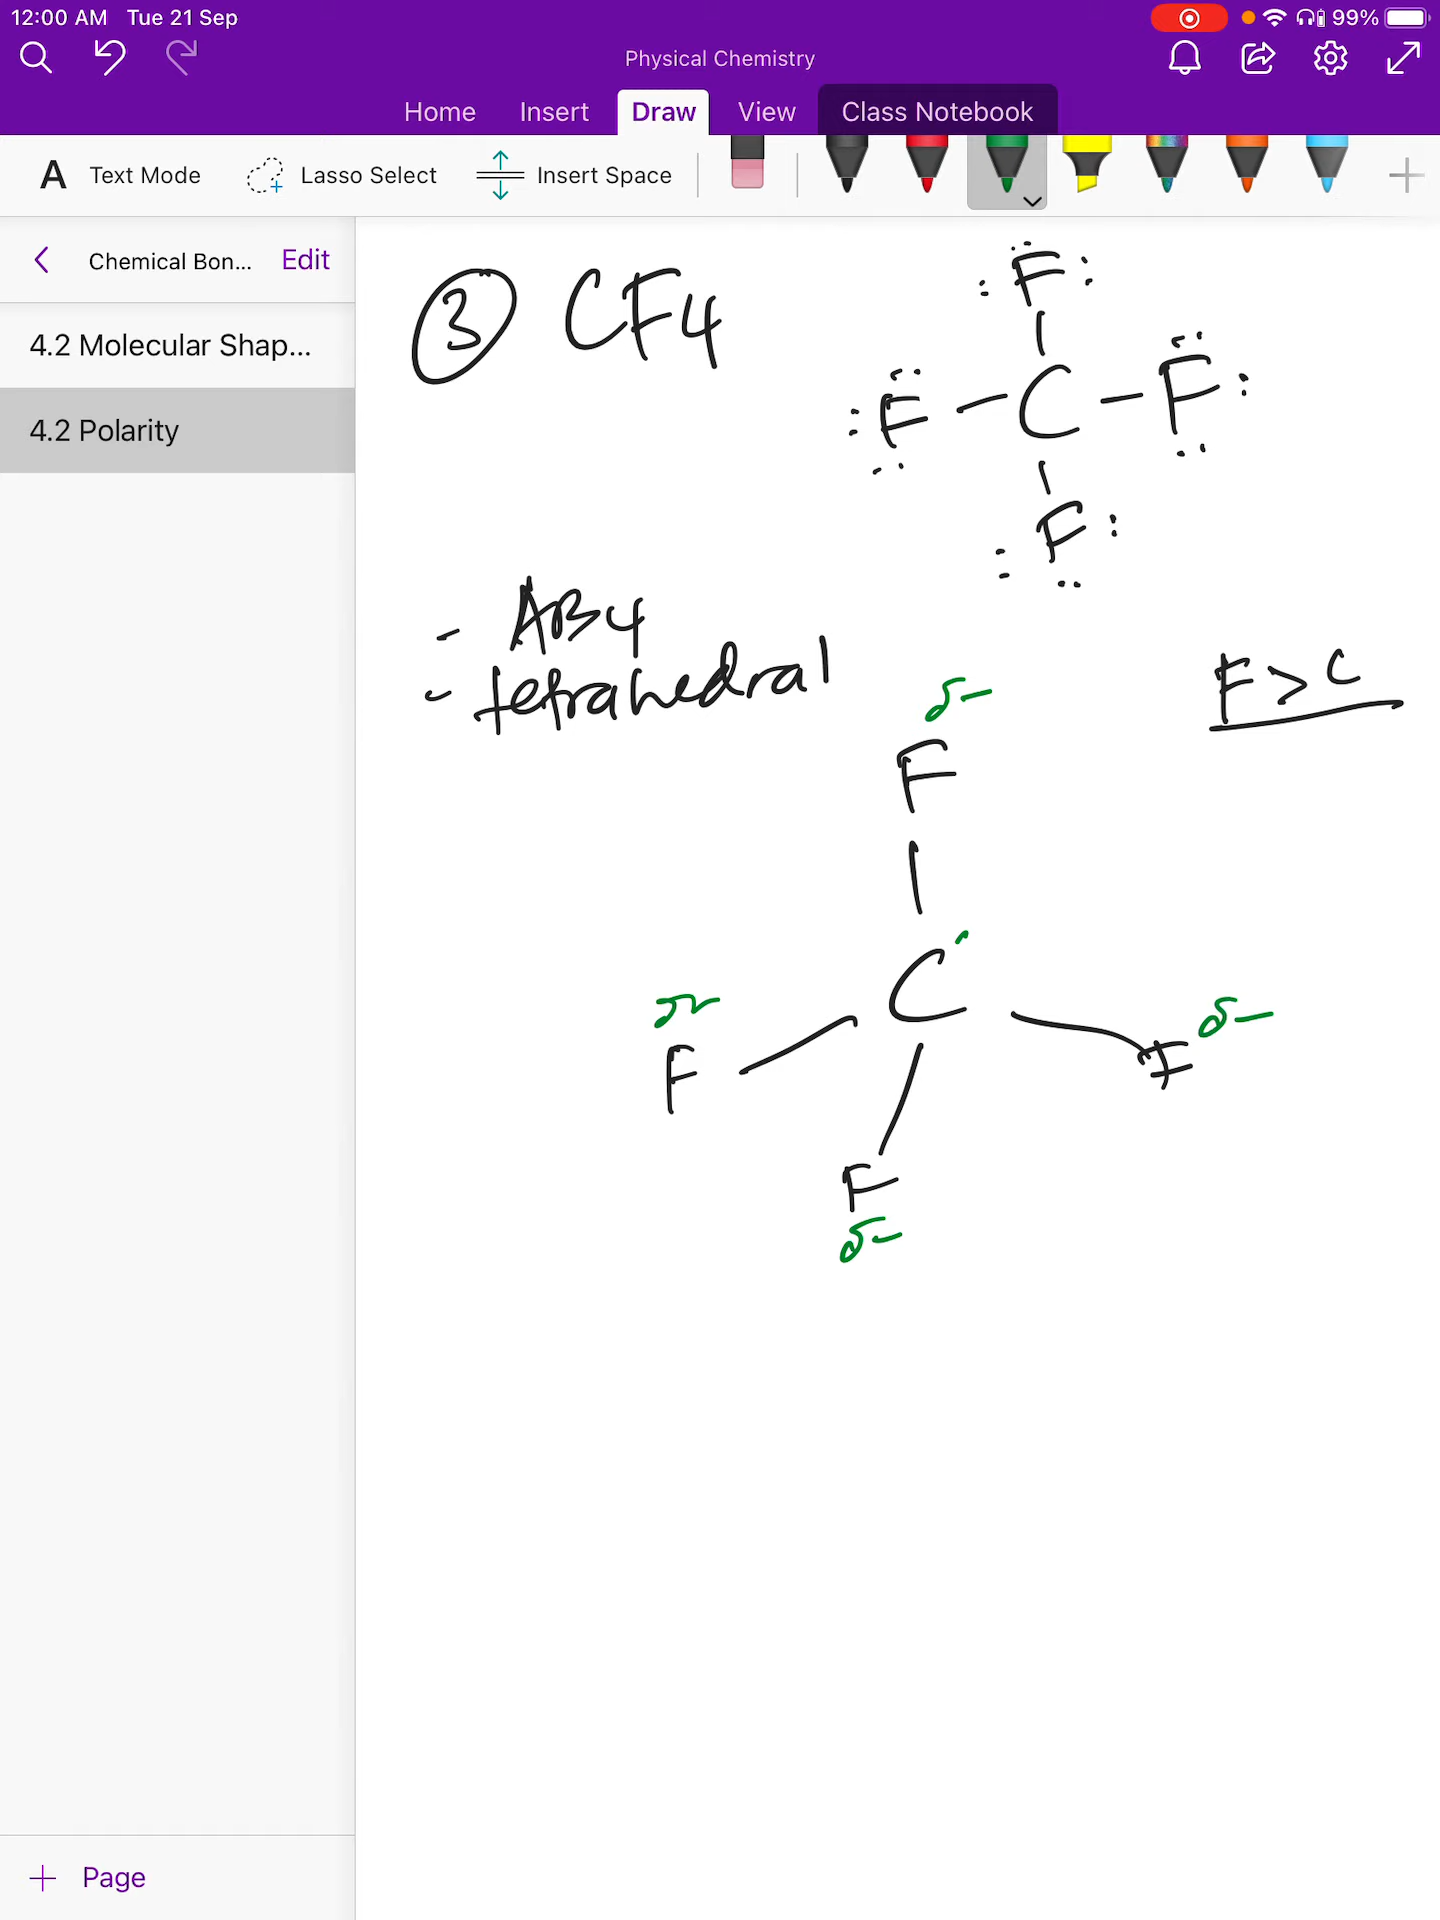 12:00 AM Tue 21 Sep
99%
Physical Chemistry
Home Insert Draw View Class Notebook
A Text Mode Lasso Select Insert Space
Chemical Bon... Edit
4.2 Molecular Shap...
4.2 Polarity
③ CF4
:F:
:F - C - F:
:F:
- AB4
- tetrahedral
F > C
δ-
F
C
δ-
F
δ-
F
F
δ-
+ Page